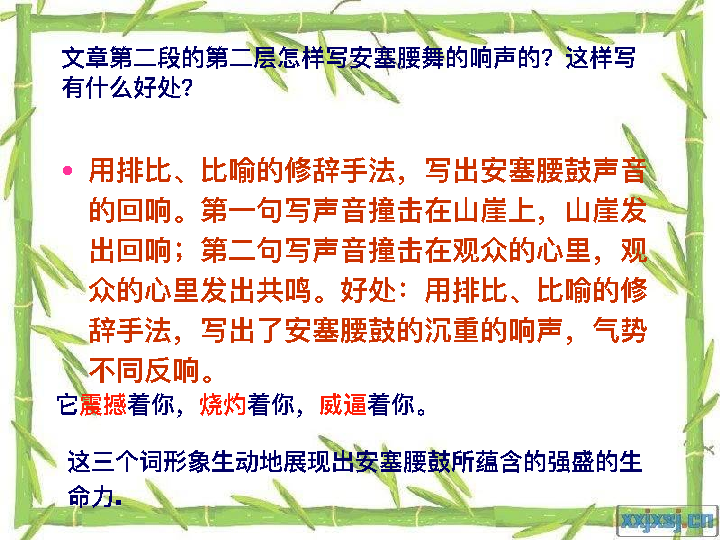 文章第二段的第二层怎样写安塞腰舞的响声的？这样写
有什么好处？
用排比、比喻的修辞手法，写出安塞腰鼓声音
的回响。第一句写声音撞击在山崖上，山崖发
出回响；第二句写声音撞击在观众的心里，观
众的心里发出共鸣。好处：用排比、比喻的修
辞手法，写出了安塞腰鼓的沉重的响声，气势
不同反响。
它震撼着你，烧灼着你，威逼着你。
这三个词形象生动地展现出安塞腰鼓所蕴含的强盛的生
命力.
xxjxsj.cn